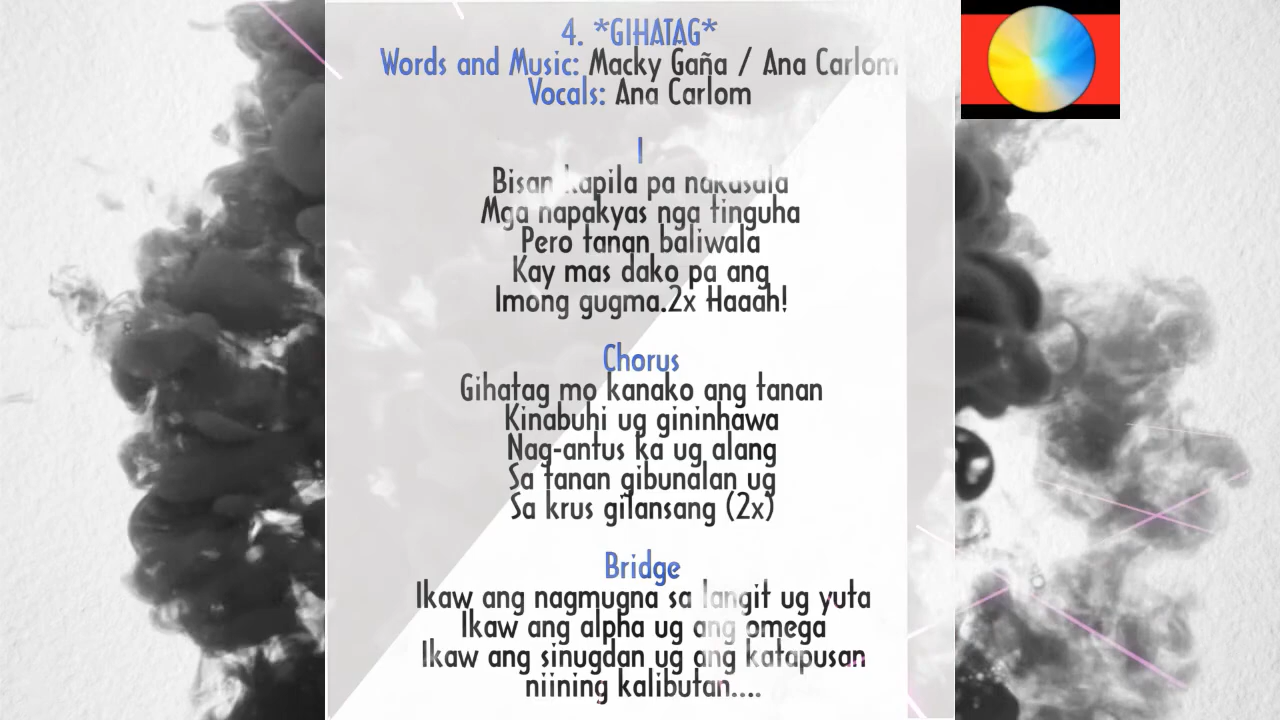 4. *GIHATAG*
Words and Music: Macky Gaña / Ana Carlom
Vocals: Ana Carlom
I
Bisan kapila pa nakasala
Mga napakyas nga tinguha
Pero tanan baliwala
Kay mas dako pa ang
Imong gugma.2x Haaah!
Chorus
Gihatag mo kanako ang tanan
Kinabuhi ug gininhawa
Nag-antus ka ug alang
Sa tanan gibunalan ug
Sa krus gilansang (2x)
Bridge
Ikaw ang nagmugna sa langit ug yuta
Ikaw ang alpha ug ang omega
Ikaw ang sinugdan ug ang katapusan
niining kalibutan....